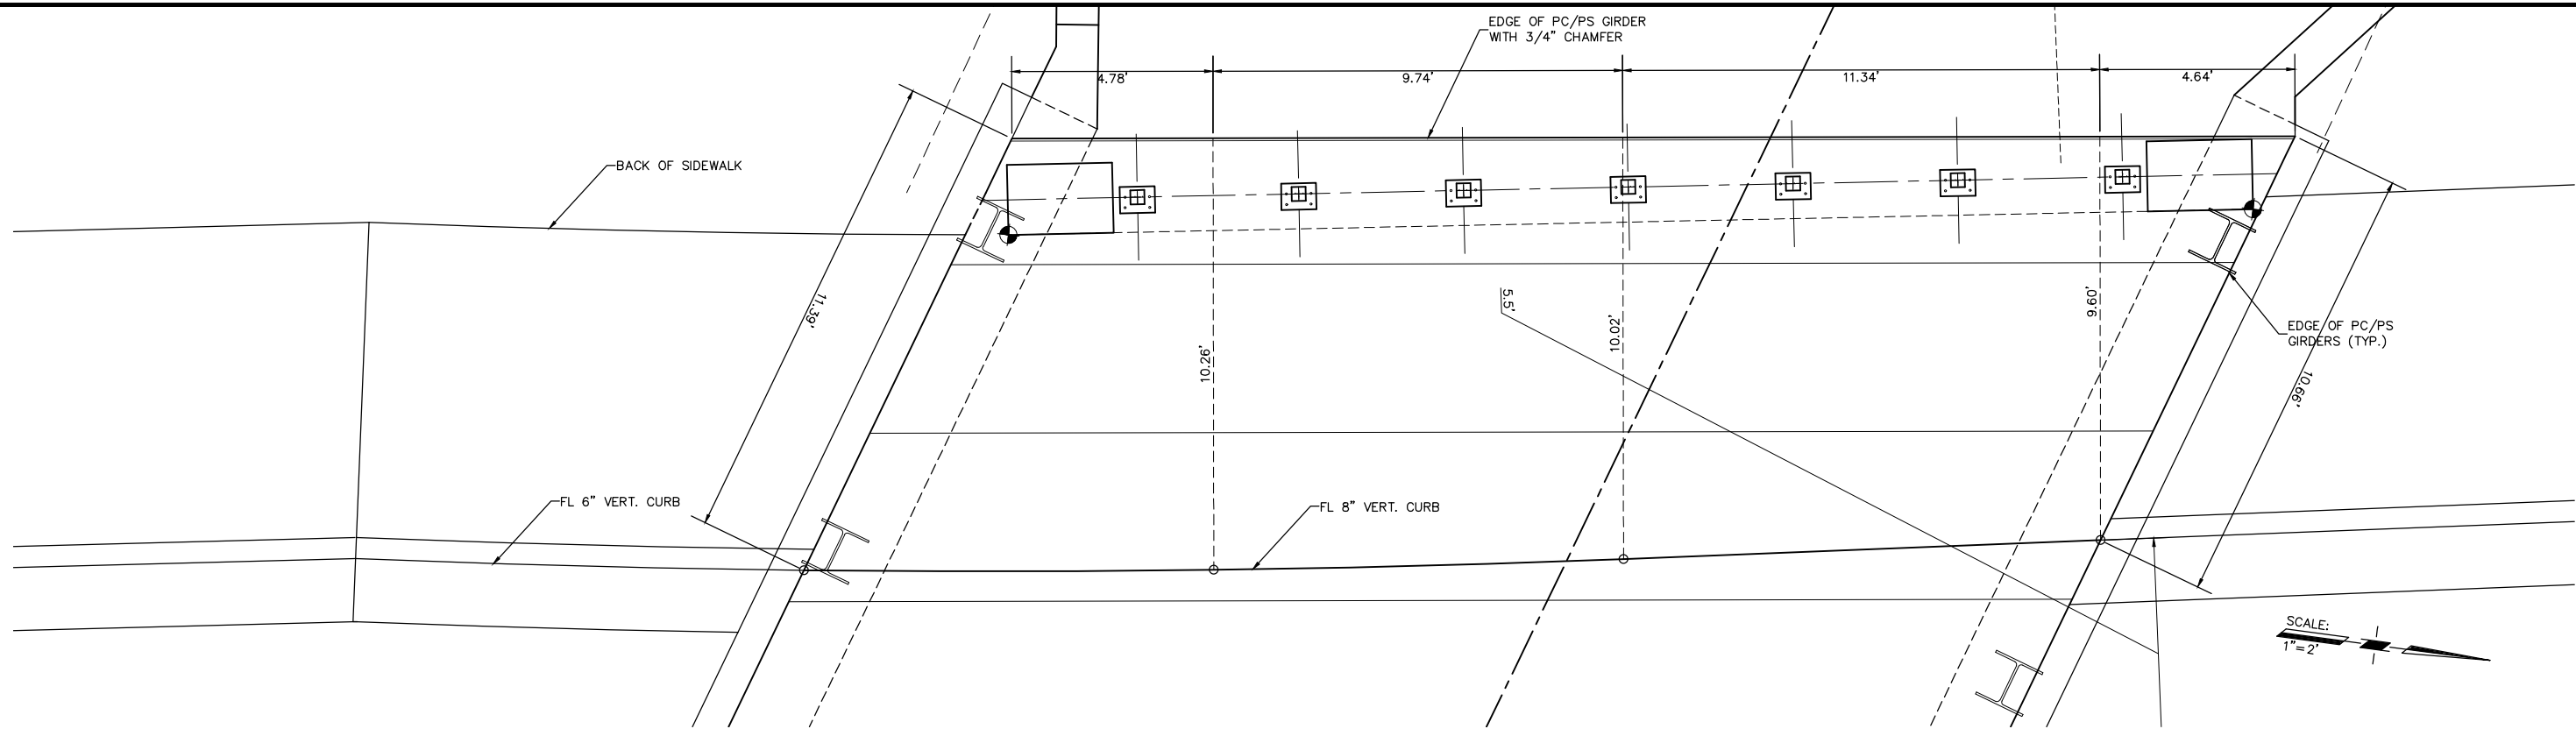 EDGE OF PC/PS GIRDER
WITH 3/4" CHAMFER
4.78'
9.74'
11.34'
4.64'
BACK OF SIDEWALK
11.39'
5.5'
9.60'
10.02'
10.26'
EDGE OF PC/PS
GIRDERS (TYP.)
10.66'
FL 6" VERT. CURB
FL 8" VERT. CURB
SCALE:
1"=2'